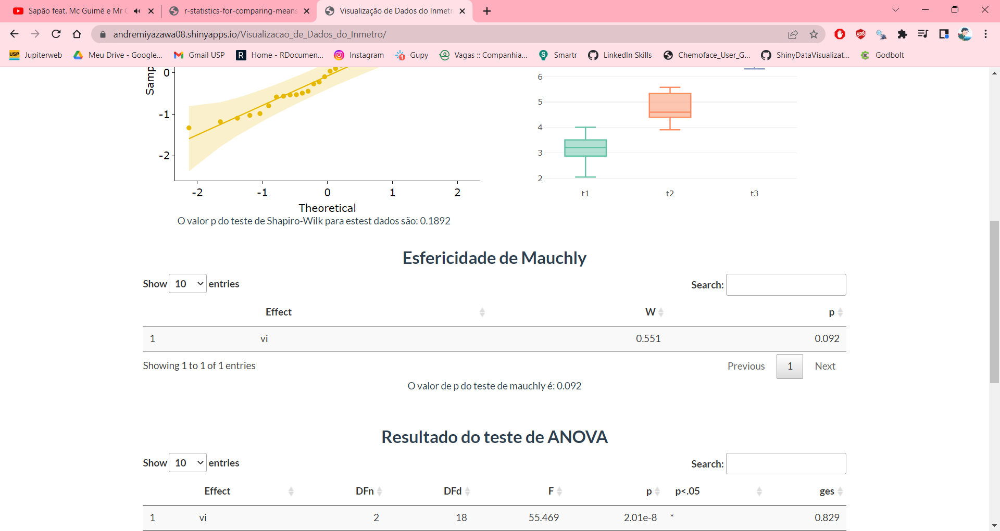 Sapão feat. Mc Guimê e Mr C
r-statistics-for-comparing-means
Visualização de Dados do Inmetr
andremiyazawa08.shinyapps.io/Visualizacao_de_Dados_do_Inmetro/
USP Jupiterweb
Meu Drive - Google...
Gmail USP
R Home - RDocumen...
Instagram
Gupy
Vagas :: Companhia...
S Smartr
LinkedIn Skills
Chemoface_User_G...
ShinyDataVisualizat...
Godbolt
Samp
0
-1
-2
-2 -1 0 1 2
Theoretical
O valor p do teste de Shapiro-Wilk para estest dados são: 0.1892
6
5
4
3
2
t1 t2 t3
Esfericidade de Mauchly
Show 10 entries
Search:
Effect W p
1 vi 0.551 0.092
Showing 1 to 1 of 1 entries
Previous 1 Next
O valor de p do teste de mauchly é: 0.092
Resultado do teste de ANOVA
Show 10 entries
Search:
Effect DFn DFd F p p<.05 ges
1 vi 2 18 55.469 2.01e-8 * 0.829